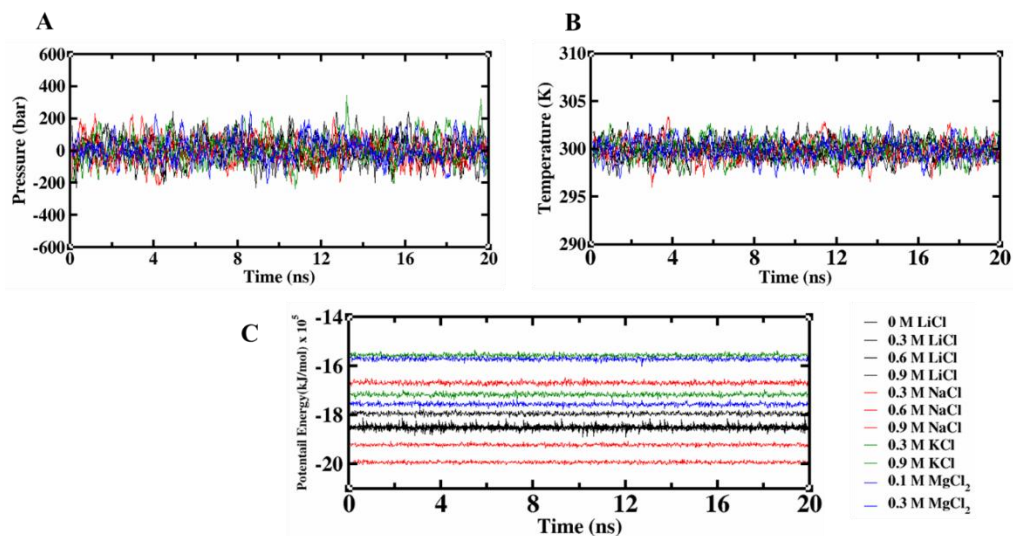 A
B
600
400
200
0
-200
-400
-600
Pressure (bar)
0
4
8
12
16
20
Time (ns)
310
305
300
295
290
Temperature (K)
0
4
8
12
16
20
Time (ns)
C
-14
-16
-18
-20
Potentail Energy(kJ/mol) x 10⁵
0
4
8
12
16
20
Time (ns)
0 M LiCl
0.3 M LiCl
0.6 M LiCl
0.9 M LiCl
0.3 M NaCl
0.6 M NaCl
0.9 M NaCl
0.3 M KCl
0.9 M KCl
0.1 M MgCl₂
0.3 M MgCl₂